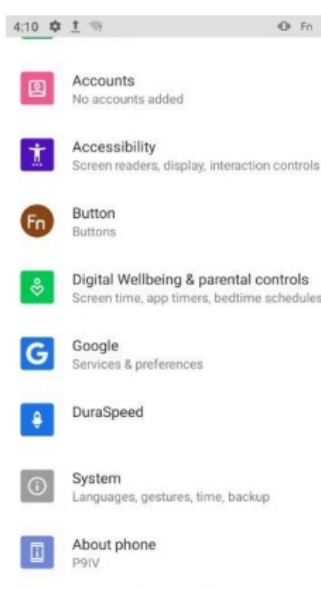 4:10 Fn
Accounts
No accounts added
Accessibility
Screen readers, display, interaction controls
Fn
Button
Buttons
Digital Wellbeing & parental controls
Screen time, app timers, bedtime schedules
G
Google
Services & preferences
DuraSpeed
System
Languages, gestures, time, backup
About phone
P9IV